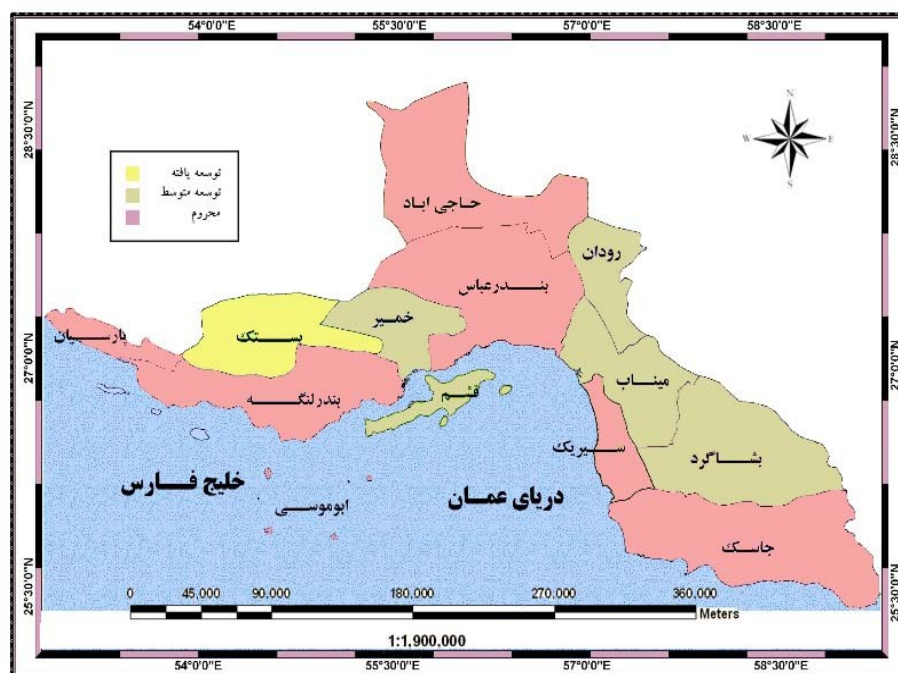 54°0'0"E 55°30'0"E 57°0'0"E 58°30'0"E
28°30'0"N 28°30'0"N
N
W E
S
توسعه یافته
توسعه متوسط
محروم
حاجی اباد
رودان
بندرعباس
خمیر
بستک
پارسیان
27°0'0"N 27°0'0"N
میناب
قشم
بندرلنگه
سیریک
بشاگرد
خلیج فارس
دریای عمان
ابوموسی
جاسک
25°30'0"N 25°30'0"N
0 45,000 90,000 180,000 270,000 360,000
Meters
1:1,900,000
54°0'0"E 55°30'0"E 57°0'0"E 58°30'0"E